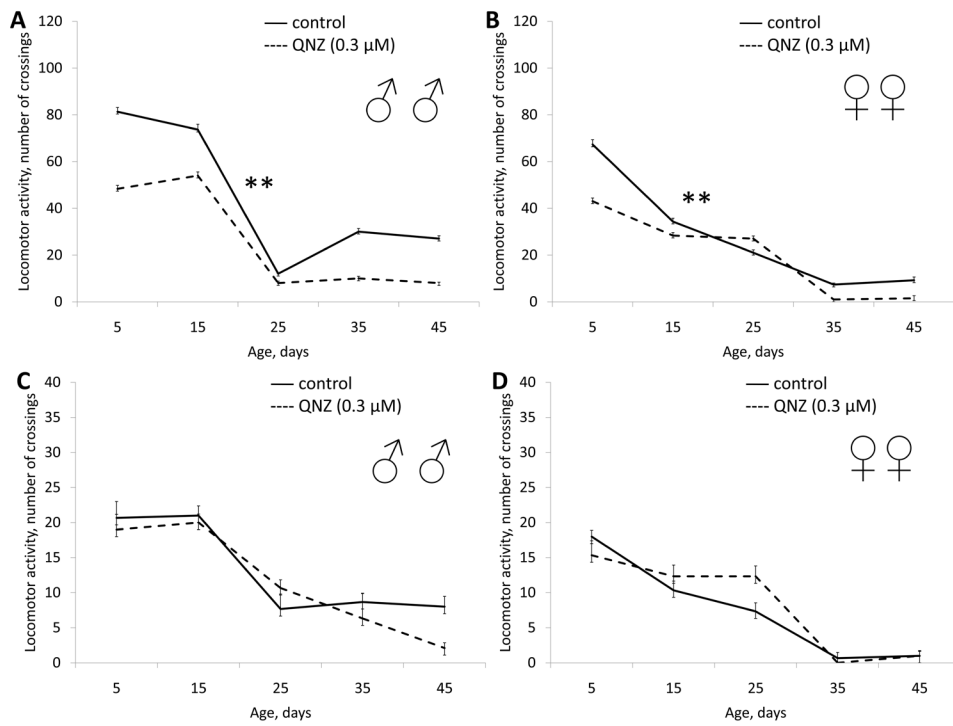 A
Locomotor activity, number of crossings
120
100
80
60
40
20
0
control
QNZ (0.3 µM)
**
5 15 25 35 45
Age, days
B
Locomotor activity, number of crossings
120
100
80
60
40
20
0
control
QNZ (0.3 µM)
**
5 15 25 35 45
Age, days
C
Locomotor activity, number of crossings
40
35
30
25
20
15
10
5
0
control
QNZ (0.3 µM)
5 15 25 35 45
Age, days
D
Locomotor activity, number of crossings
40
35
30
25
20
15
10
5
0
control
QNZ (0.3 µM)
5 15 25 35 45
Age, days